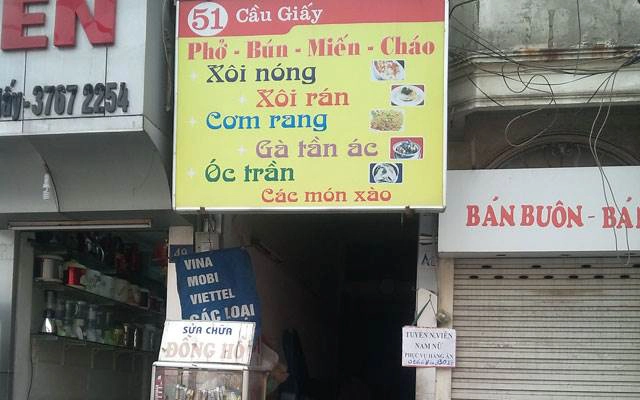 EN
Giấy-3767 2254
51 Cầu Giấy
Phở - Bún - Miến - Cháo
Xôi nóng
Xôi rán
Cơm rang
Gà tần ác
Ốc trần
Các món xào
BÁN BUÔN - BÁ
49
VINA
MOBI
VIETTEL
CÁC LOẠI
SỬA CHỮA
ĐỒNG HỒ
TUYỂN N.VIÊN
NAM NỮ
PHỤC VỤ HÀNG ĂN